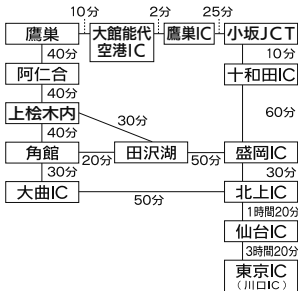 10分 2分 25分
鷹巣 大館能代空港IC 鷹巣IC 小坂JCT
40分 10分
阿仁合 十和田IC
40分
上桧木内 30分 60分
40分
角館 20分 田沢湖 50分 盛岡IC
30分 30分
大曲IC 50分 北上IC
1時間20分
仙台IC
3時間20分
東京IC
(川口IC)